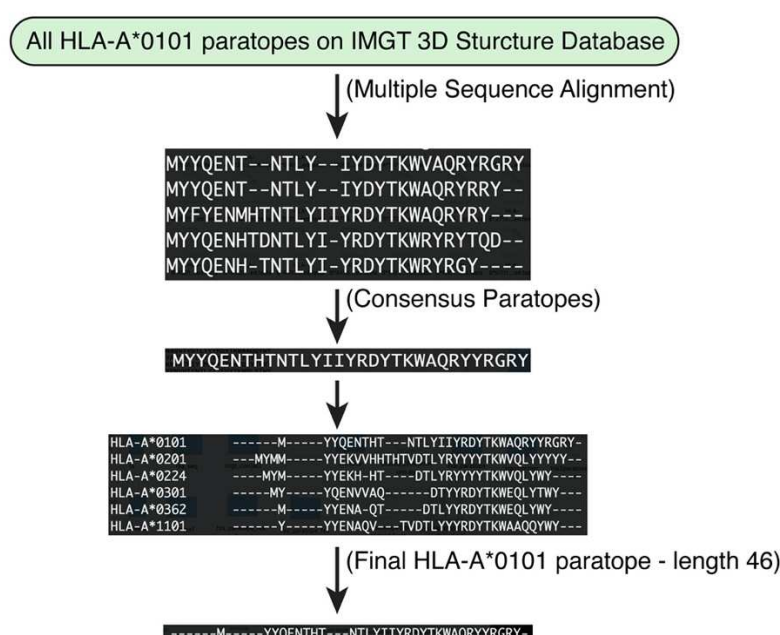 All HLA-A*0101 paratopes on IMGT 3D Sturcture Database
(Multiple Sequence Alignment)
MYYQENT--NTLY--IYDYTKWVAQRYRGRY
MYYQENT--NTLY--IYDYTKWAQRYRRY--
MYFYENMHTNTLYIIYRDYTKWAQRYRY---
MYYQENHTDNTLYI-YRDYTKWRYRYTQD--
MYYQENH-TNTLYI-YRDYTKWRYRGY----
(Consensus Paratopes)
MYYQENTHTNTLYIIYRDYTKWAQRYYRGRY
HLA-A*0101 ------M-----YYQENTHT---NTLYIIYRDYTKWAQRYYRGRY-
HLA-A*0201 ---MYMM-----YYEKVVHHTHTVDTLYRYYYYTKWVQLYYYYY--
HLA-A*0224 ----MYM-----YYEKH-HT----DTLYRYYYYTKWVQLYWY----
HLA-A*0301 -----MY-----YQENVVAQ------DTYYRDYTKWEQLYTWY---
HLA-A*0362 ------M-----YYENA-QT----DTLYYRDYTKWEQLYWY----
HLA-A*1101 ------Y-----YYENAQV---TVDTLYYRDYTKWAAQQYWY---
(Final HLA-A*0101 paratope - length 46)
------M-----YYQENTHT---NTLYIIYRDYTKWAQRYYRGRY-